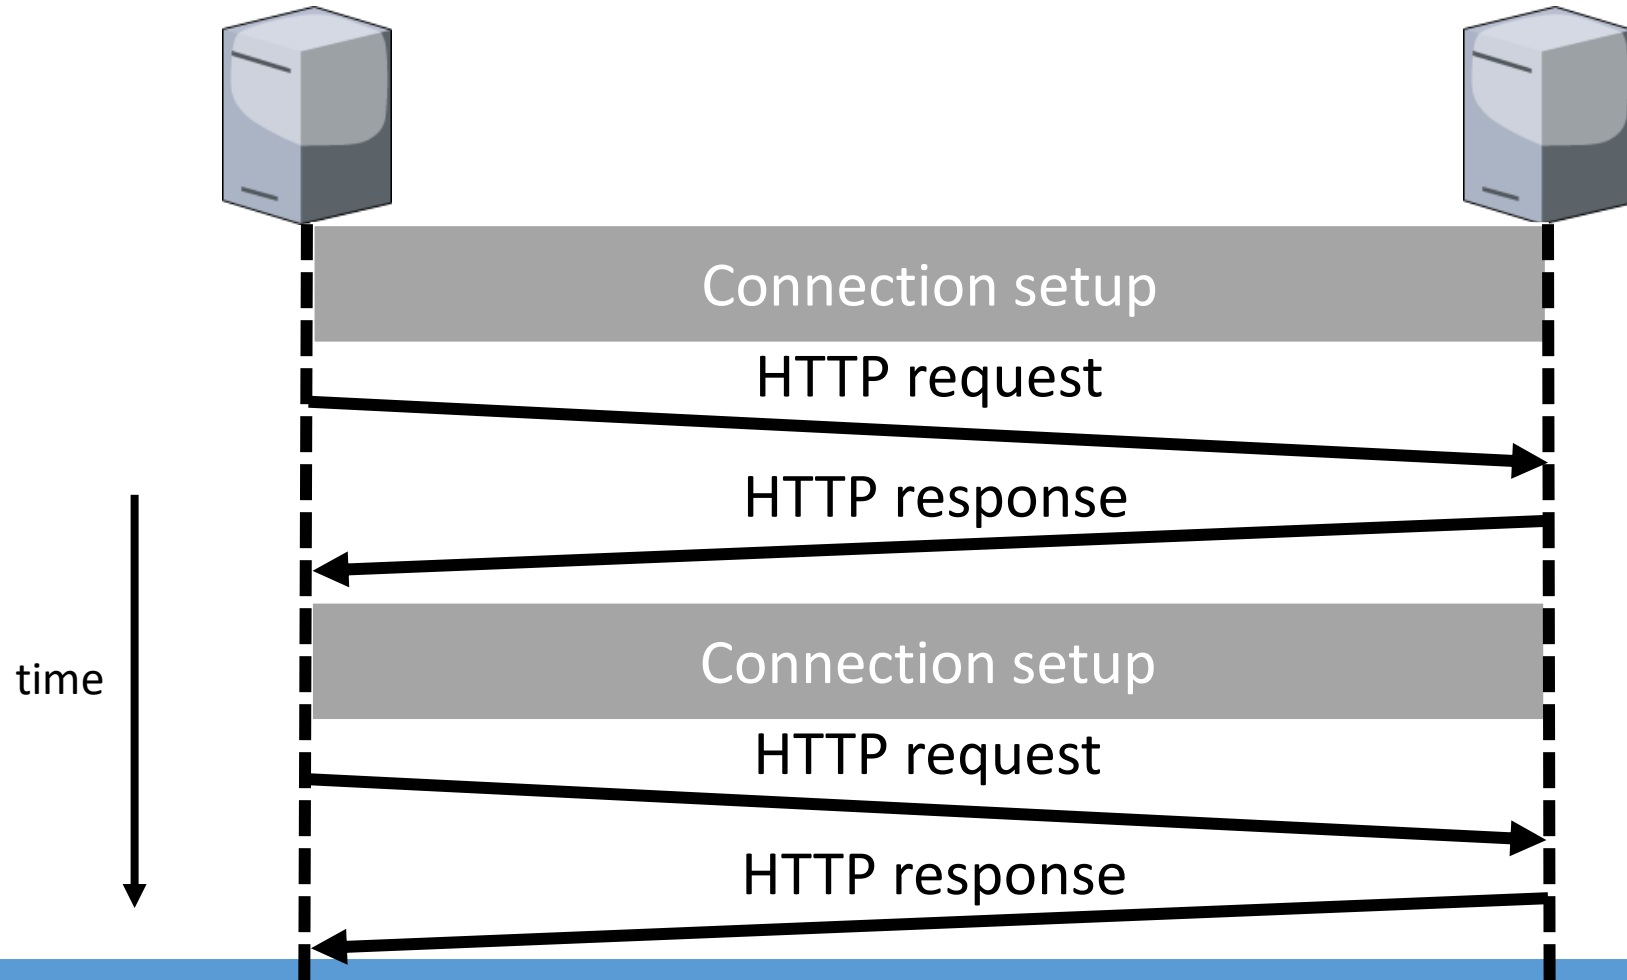 Connection setup
HTTP request
HTTP response
Connection setup
time
HTTP request
HTTP response